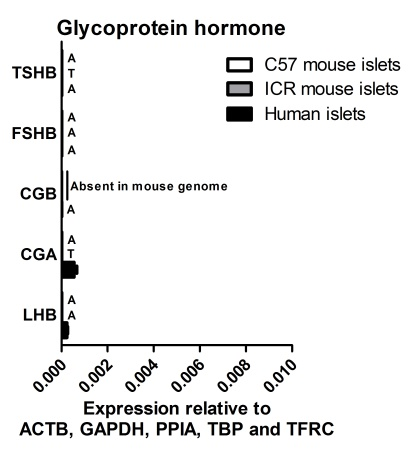 Glycoprotein hormone
C57 mouse islets
ICR mouse islets
Human islets
TSHB
A
T
A
FSHB
A
A
A
CGB
Absent in mouse genome
A
CGA
A
T
LHB
A
A
0.000
0.002
0.004
0.006
0.008
0.010
Expression relative to
ACTB, GAPDH, PPIA, TBP and TFRC